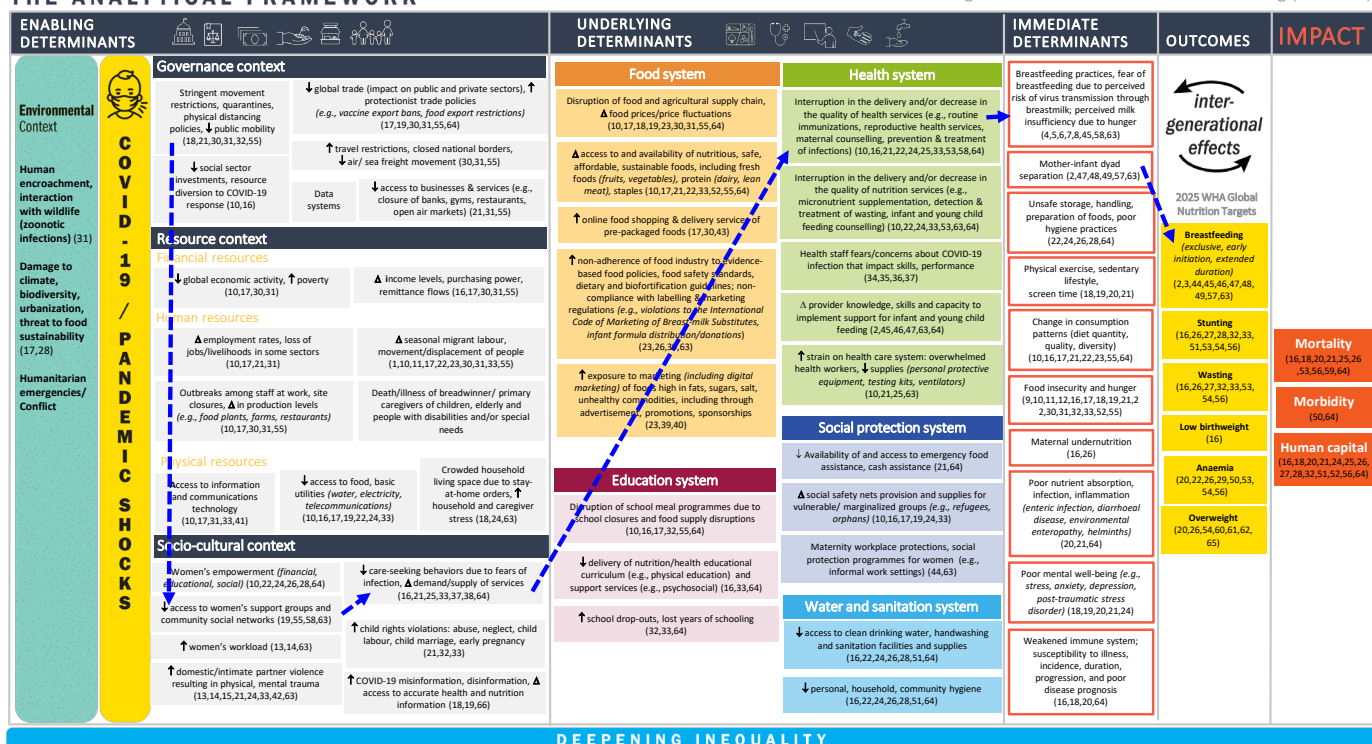 THE ANALYTICAL FRAMEWORK
ENABLING
DETERMINANTS
UNDERLYING
DETERMINANTS
IMMEDIATE
DETERMINANTS
OUTCOMES
IMPACT
Environmental
Context
Human
encroachment,
interaction
with wildlife
(zoonotic
infections) (31)
Damage to
climate,
biodiversity,
urbanization,
threat to food
sustainability
(17,28)
Humanitarian
emergencies/
Conflict
COVID-19 / PANDEMIC SHOCKS
Governance context
Stringent movement
restrictions, quarantines,
physical distancing
policies, ↓ public mobility
(18,21,30,31,32,55)
↓ global trade (impact on public and private sectors), ↑
protectionist trade policies
(e.g., vaccine export bans, food export restrictions)
(17,19,30,31,55,64)
↑ travel restrictions, closed national borders,
↓ air/ sea freight movement (30,31,55)
↓ social sector
investments, resource
diversion to COVID-19
response (10,16)
Data
systems
↓ access to businesses & services (e.g.,
closure of banks, gyms, restaurants,
open air markets) (21,31,55)
Resource context
Financial resources
↓ global economic activity, ↑ poverty
(10,17,30,31)
Δ income levels, purchasing power,
remittance flows (16,17,30,31,55)
Human resources
Δ employment rates, loss of
jobs/livelihoods in some sectors
(10,17,21,31)
Δ seasonal migrant labour,
movement/displacement of people
(1,10,11,17,22,23,30,31,33,55)
Outbreaks among staff at work, site
closures, Δ in production levels
(e.g., food plants, farms, restaurants)
(10,17,30,31,55)
Death/illness of breadwinner/ primary
caregivers of children, elderly and
people with disabilities and/or special
needs
Physical resources
Access to information
and communications
technology
(10,17,31,33,41)
↓ access to food, basic
utilities (water, electricity,
telecommunications)
(10,16,17,19,22,24,33)
Crowded household
living space due to stay-
at-home orders, ↑
household and caregiver
stress (18,24,63)
Socio-cultural context
Women's empowerment (financial,
educational, social) (10,22,24,26,28,64)
↓ access to women's support groups and
community social networks (19,55,58,63)
↑ women's workload (13,14,63)
↑ domestic/intimate partner violence
resulting in physical, mental trauma
(13,14,15,21,24,33,42,63)
↓ care-seeking behaviors due to fears of
infection, Δ demand/supply of services
(16,21,25,33,37,38,64)
↑ child rights violations: abuse, neglect, child
labour, child marriage, early pregnancy
(21,32,33)
↑ COVID-19 misinformation, disinformation, Δ
access to accurate health and nutrition
information (18,19,66)
Food system
Disruption of food and agricultural supply chain,
Δ food prices/price fluctuations
(10,17,18,19,23,30,31,55,64)
Δ access to and availability of nutritious, safe,
affordable, sustainable foods, including fresh
foods (fruits, vegetables), protein (dairy, lean
meat), staples (10,17,21,22,33,52,55,64)
↑ online food shopping & delivery services of
pre-packaged foods (17,30,43)
↑ non-adherence of food industry to evidence-
based food policies, food safety standards,
dietary and biofortification guidelines; non-
compliance with labelling & marketing
regulations (e.g., violations to the International
Code of Marketing of Breast-milk Substitutes,
infant formula distribution/donations)
↑ exposure to marketing (including digital
marketing) of foods high in fats, sugars, salt,
unhealthy commodities, including through
advertisement, promotions, sponsorships
(23,39,40)
Education system
Disruption of school meal programmes due to
school closures and food supply disruptions
(10,16,17,32,55,64)
↓ delivery of nutrition/health educational
curriculum (e.g., physical education) and
support services (e.g., psychosocial) (16,33,64)
↑ school drop-outs, lost years of schooling
(32,33,64)
Health system
Interruption in the delivery and/or decrease in
the quality of health services (e.g., routine
immunizations, reproductive health services,
maternal counselling, prevention & treatment
of infections) (10,16,21,22,24,25,33,53,58,64)
Interruption in the delivery and/or decrease in
the quality of nutrition services (e.g.,
micronutrient supplementation, detection &
treatment of wasting, infant and young child
feeding counselling) (10,22,24,33,53,63,64)
Health staff fears/concerns about COVID-19
infection that impact skills, performance
(34,35,36,37)
Δ provider knowledge, skills and capacity to
implement support for infant and young child
feeding (2,45,46,47,63,64)
↑ strain on health care system: overwhelmed
health workers, ↓ supplies (personal protective
equipment, testing kits, ventilators)
(10,21,25,63)
Social protection system
↓ Availability of and access to emergency food
assistance, cash assistance (21,64)
Δ social safety nets provision and supplies for
vulnerable/ marginalized groups (e.g., refugees,
orphans) (10,16,17,19,24,33)
Maternity workplace protections, social
protection programmes for women (e.g.,
informal work settings) (44,63)
Water and sanitation system
↓ access to clean drinking water, handwashing
and sanitation facilities and supplies
(16,22,24,26,28,51,64)
↓ personal, household, community hygiene
(16,22,24,26,28,51,64)
Breastfeeding practices, fear of
breastfeeding due to perceived
risk of virus transmission through
breastmilk; perceived milk
insufficiency due to hunger
(4,5,6,7,8,45,58,63)
Mother-infant dyad
separation (2,47,48,49,57,63)
Unsafe storage, handling,
preparation of foods, poor
hygiene practices
(22,24,26,28,64)
Physical exercise, sedentary
lifestyle,
screen time (18,19,20,21)
Change in consumption
patterns (diet quantity,
quality, diversity)
(10,16,17,21,22,23,55,64)
Food insecurity and hunger
(9,10,11,12,16,17,18,19,21,2
2,30,31,32,33,52,55)
Maternal undernutrition
(16,26)
Poor nutrient absorption,
infection, inflammation
(enteric infection, diarrhoeal
disease, environmental
enteropathy, helminths)
(20,21,64)
Poor mental well-being (e.g.,
stress, anxiety, depression,
post-traumatic stress
disorder) (18,19,20,21,24)
Weakened immune system;
susceptibility to illness,
incidence, duration,
progression, and poor
disease prognosis
(16,18,20,64)
inter-
generational
effects
2025 WHA Global
Nutrition Targets
Breastfeeding
(exclusive, early
initiation, extended
duration)
(2,3,44,45,46,47,48,
49,57,63)
Stunting
(16,26,27,28,32,33,
51,53,54,56)
Wasting
(16,26,27,32,33,53,
54,56)
Low birthweight
(16)
Anaemia
(20,22,26,29,50,53,
54,56)
Overweight
(20,26,54,60,61,62,
65)
Mortality
(16,18,20,21,25,26
,53,56,59,64)
Morbidity
(50,64)
Human capital
(16,18,20,21,24,25,26,
27,28,32,51,52,56,64)
DEEPENING INEQUALITY